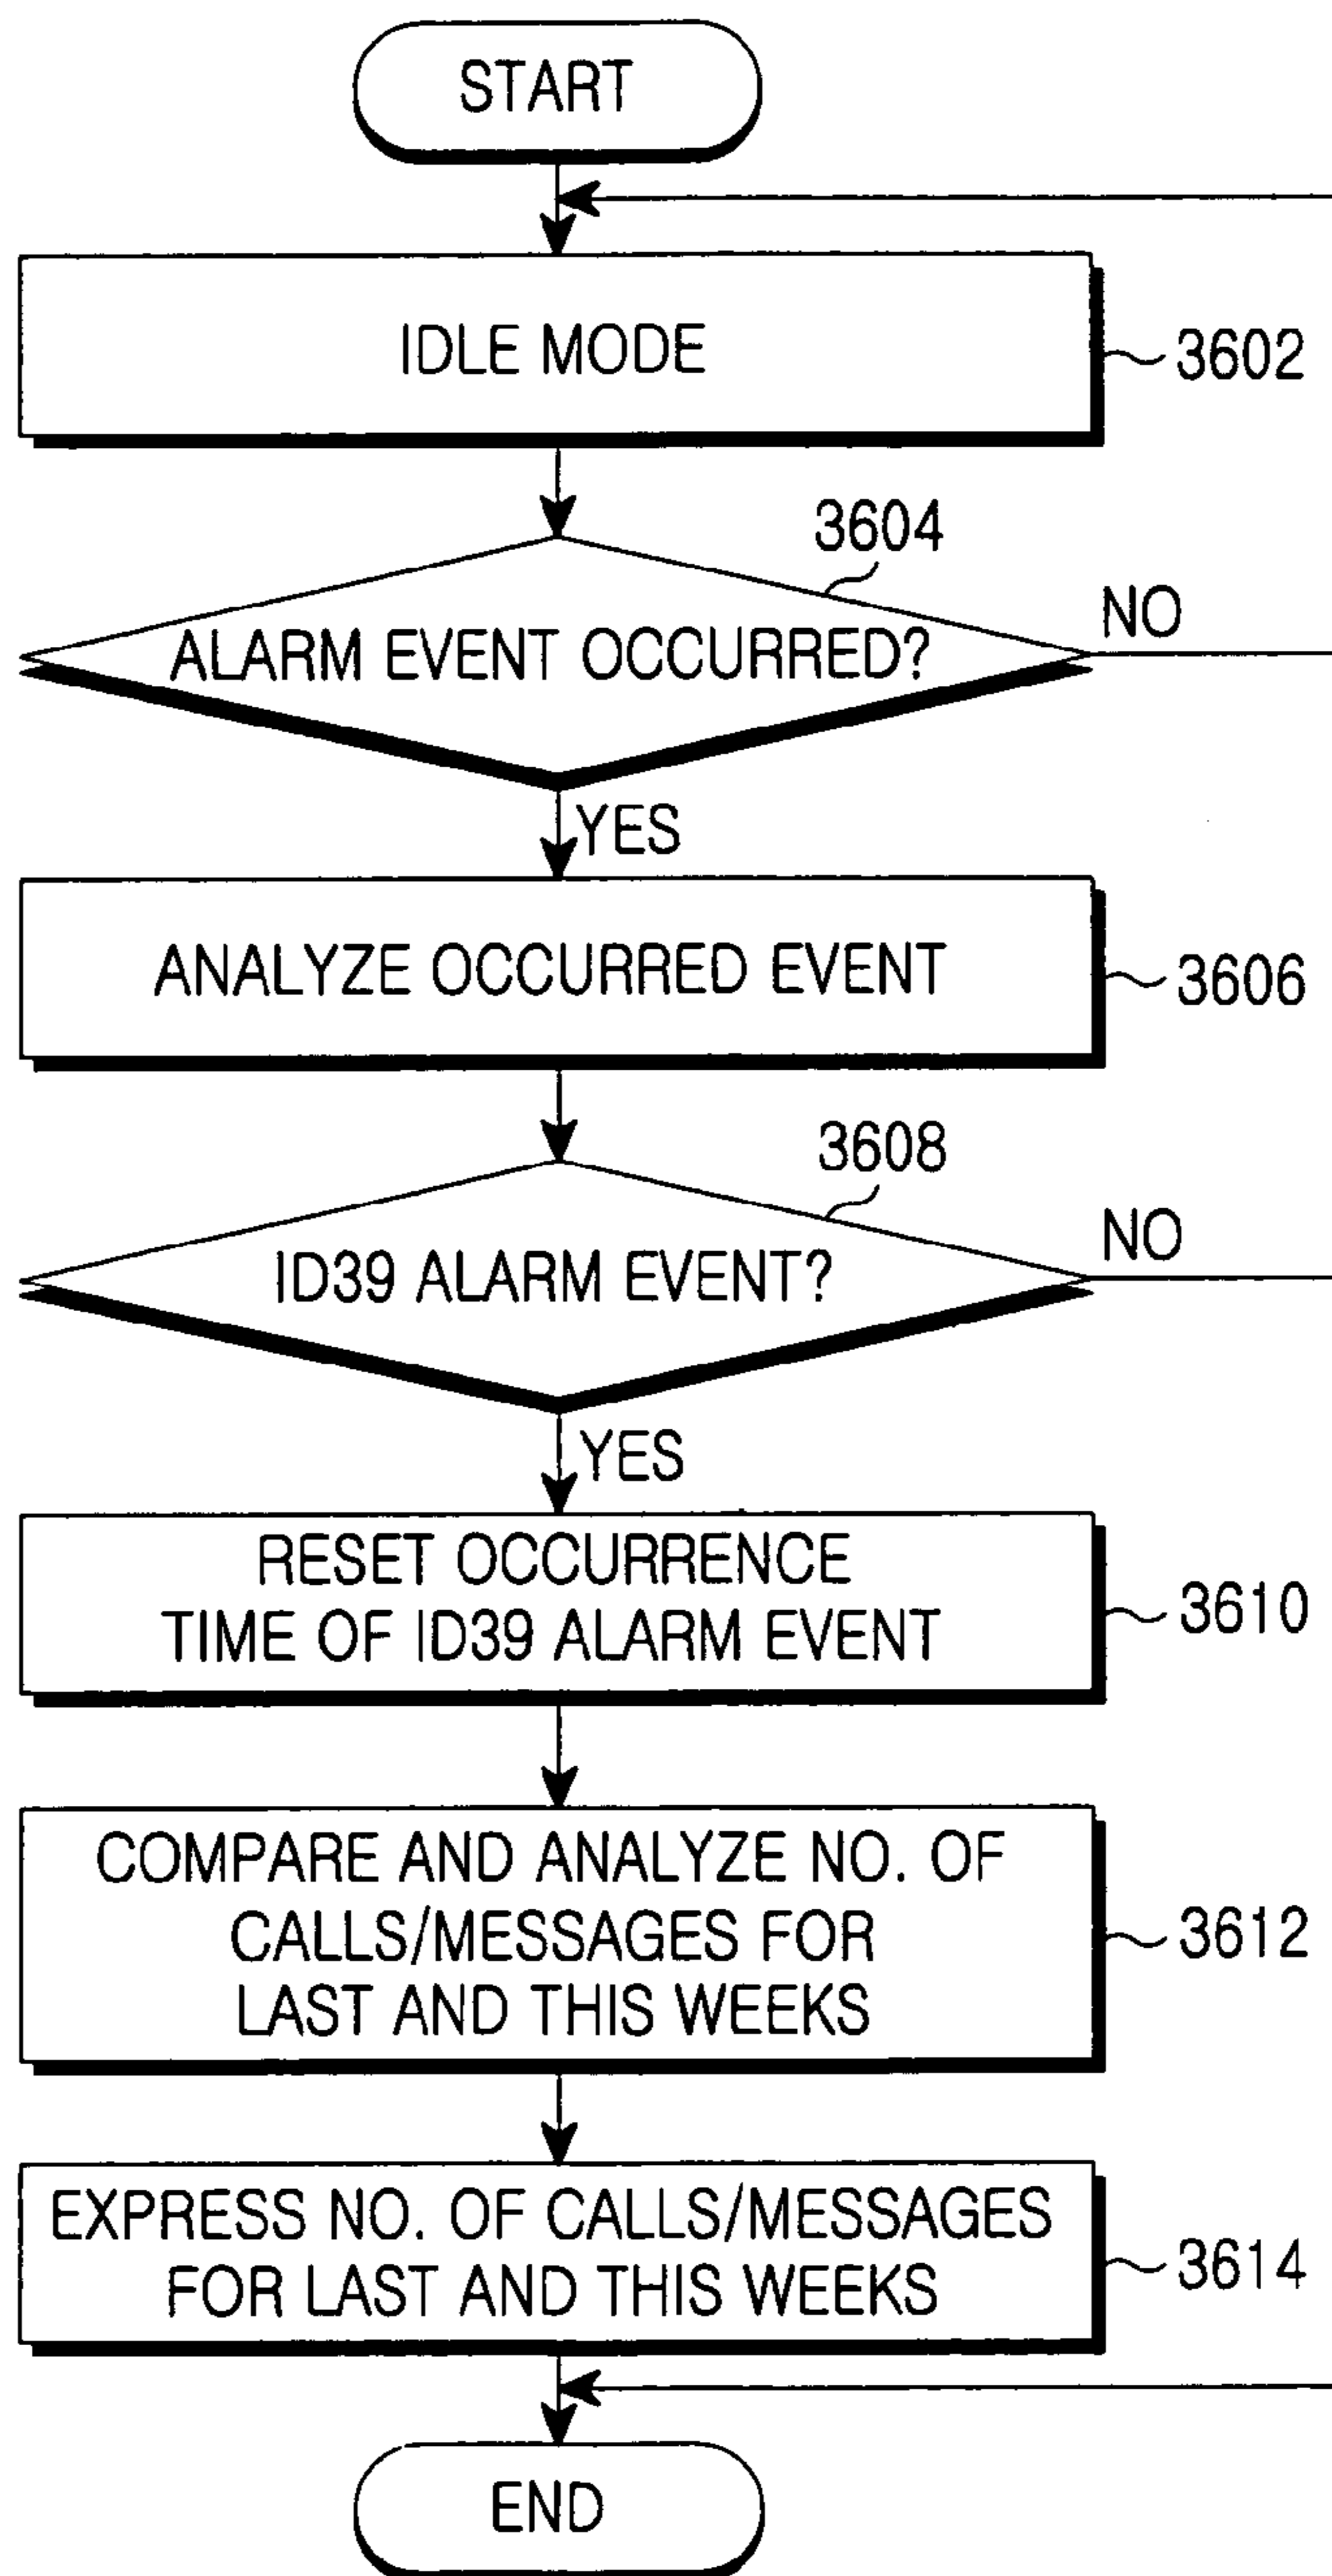 START
IDLE MODE
3602
3604
ALARM EVENT OCCURRED?
NO
YES
ANALYZE OCCURRED EVENT
3606
3608
ID39 ALARM EVENT?
NO
YES
RESET OCCURRENCE
TIME OF ID39 ALARM EVENT
3610
COMPARE AND ANALYZE NO. OF
CALLS/MESSAGES FOR
LAST AND THIS WEEKS
3612
EXPRESS NO. OF CALLS/MESSAGES
FOR LAST AND THIS WEEKS
3614
END